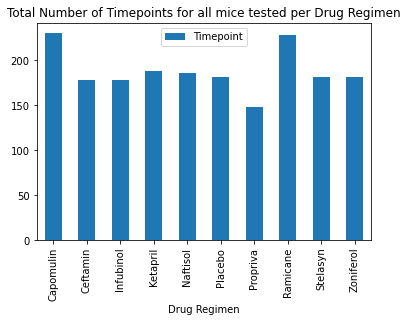 Total Number of Timepoints for all mice tested per Drug Regimen
Timepoint
200
150
100
50
0
Capomulin
Ceftamin
Infubinol
Ketapril
Naftisol
Placebo
Propriva
Ramicane
Stelasyn
Zoniferol
Drug Regimen